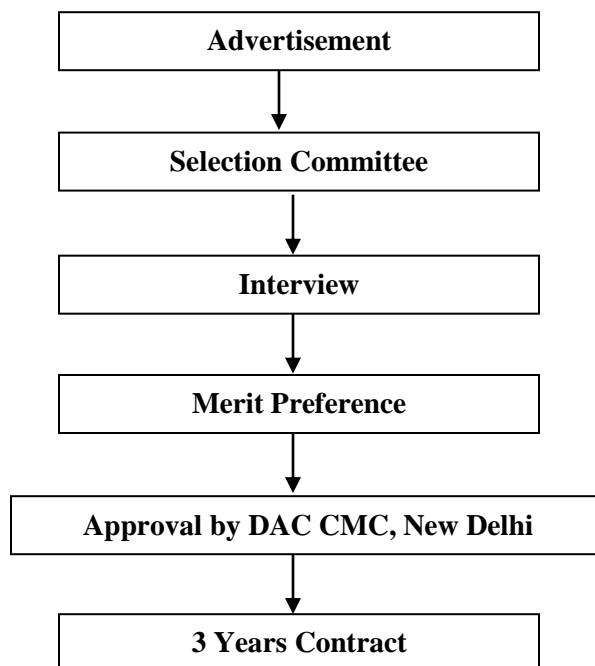 Advertisement
Selection Committee
Interview
Merit Preference
Approval by DAC CMC, New Delhi
3 Years Contract